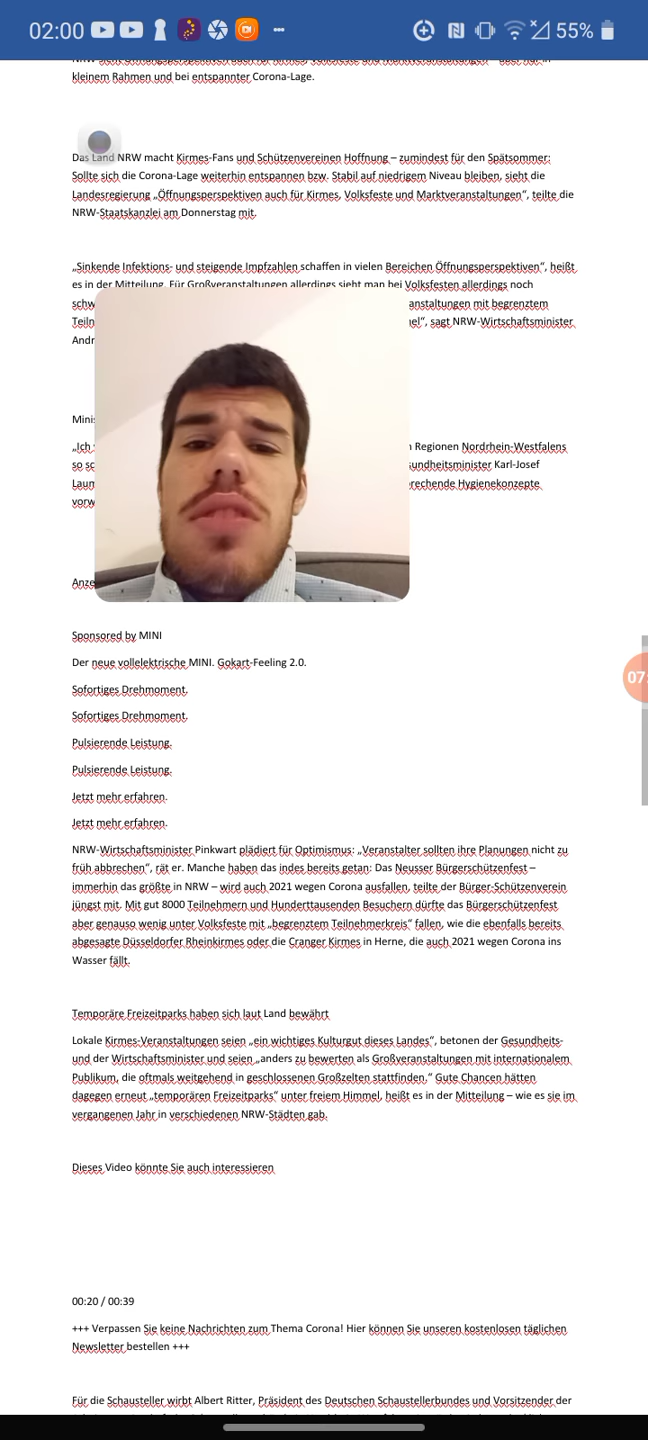 02:00 55%
kleinem Rahmen und bei entspannter Corona-Lage.
Das Land NRW macht Kirmes-Fans und Schützenvereinen Hoffnung – zumindest für den Spätsommer:
Sollte sich die Corona-Lage weiterhin entspannen bzw. Stabil auf niedrigem Niveau bleiben, sieht die
Landesregierung „Öffnungsperspektiven auch für Kirmes, Volksfeste und Marktveranstaltungen“, teilte die
NRW-Staatskanzlei am Donnerstag mit.
„Sinkende Infektions- und steigende Impfzahlen schaffen in vielen Bereichen Öffnungsperspektiven“, heißt
es in der Mitteilung. Für Großveranstaltungen allerdings sieht man bei Volksfesten allerdings noch
schw anstaltungen mit begrenztem
Teiln el“, sagt NRW-Wirtschaftsminister
Andr
Minis
„Ich n Regionen Nordrhein-Westfalens
so sc sundheitsminister Karl-Josef
Laum rechende Hygienekonzepte
vorw
Anze
Sponsored by MINI
Der neue vollelektrische MINI. Gokart-Feeling 2.0.
Sofortiges Drehmoment.
Sofortiges Drehmoment.
Pulsierende Leistung.
Pulsierende Leistung.
Jetzt mehr erfahren.
Jetzt mehr erfahren.
NRW-Wirtschaftsminister Pinkwart plädiert für Optimismus: „Veranstalter sollten ihre Planungen nicht zu
früh abbrechen“, rät er. Manche haben das indes bereits getan: Das Neusser Bürgerschützenfest –
immerhin das größte in NRW – wird auch 2021 wegen Corona ausfallen, teilte der Bürger-Schützenverein
jüngst mit. Mit gut 8000 Teilnehmern und Hunderttausenden Besuchern dürfte das Bürgerschützenfest
aber genauso wenig unter Volksfeste mit „begrenztem Teilnehmerkreis“ fallen, wie die ebenfalls bereits
abgesagte Düsseldorfer Rheinkirmes oder die Cranger Kirmes in Herne, die auch 2021 wegen Corona ins
Wasser fällt.
Temporäre Freizeitparks haben sich laut Land bewährt
Lokale Kirmes-Veranstaltungen seien „ein wichtiges Kulturgut dieses Landes“, betonen der Gesundheits-
und der Wirtschaftsminister und seien „anders zu bewerten als Großveranstaltungen mit internationalem
Publikum, die oftmals weitgehend in geschlossenen Großzelten stattfinden.“ Gute Chancen hätten
dagegen erneut „temporären Freizeitparks“ unter freiem Himmel, heißt es in der Mitteilung – wie es sie im
vergangenen Jahr in verschiedenen NRW-Städten gab.
Dieses Video könnte Sie auch interessieren
00:20 / 00:39
+++ Verpassen Sie keine Nachrichten zum Thema Corona! Hier können Sie unseren kostenlosen täglichen
Newsletter bestellen +++
Für die Schausteller wirbt Albert Ritter, Präsident des Deutschen Schaustellerbundes und Vorsitzender der